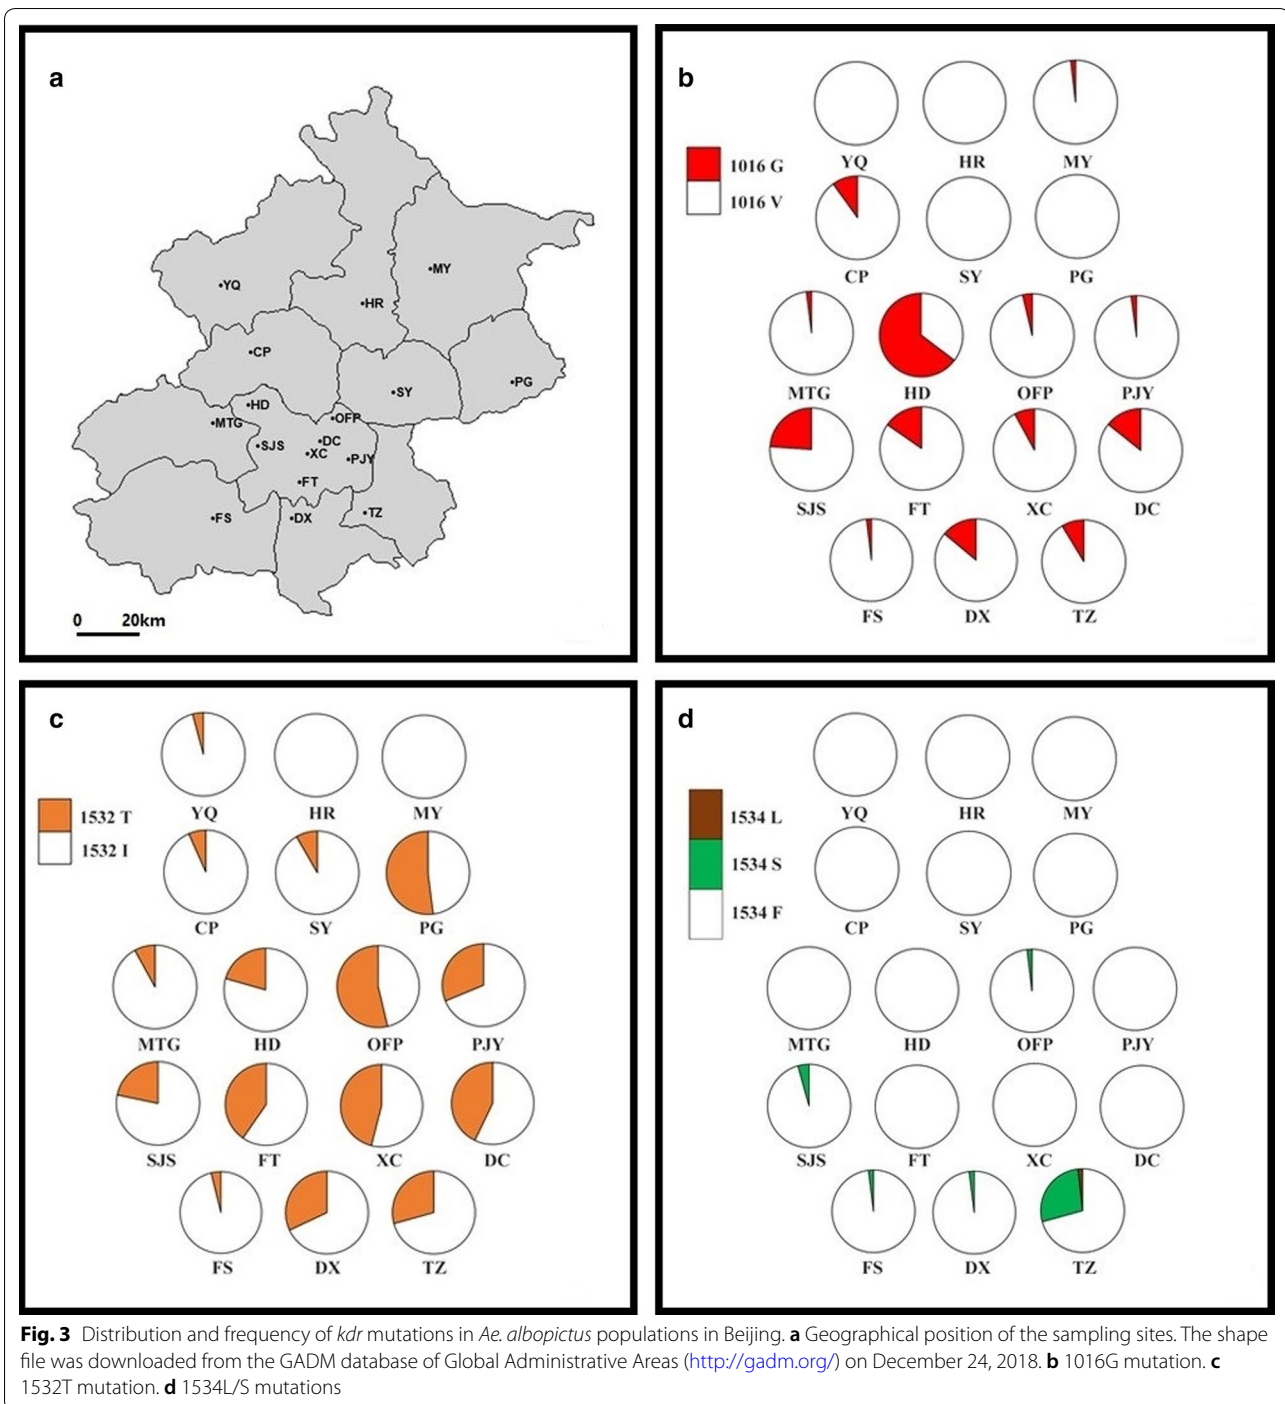 a
YQ
MY
HR
CP
PG
SY
HD
OFP
MTG
DC
SJS
XC
PJY
FT
TZ
FS
DX
0 20km
b
1016 G
1016 V
YQ HR MY
CP SY PG
MTG HD OFP PJY
SJS FT XC DC
FS DX TZ
c
1532 T
1532 I
YQ HR MY
CP SY PG
MTG HD OFP PJY
SJS FT XC DC
FS DX TZ
d
1534 L
1534 S
1534 F
YQ HR MY
CP SY PG
MTG HD OFP PJY
SJS FT XC DC
FS DX TZ
Fig. 3 Distribution and frequency of kdr mutations in Ae. albopictus populations in Beijing. a Geographical position of the sampling sites. The shape
file was downloaded from the GADM database of Global Administrative Areas (http://gadm.org/) on December 24, 2018. b 1016G mutation. c
1532T mutation. d 1534L/S mutations